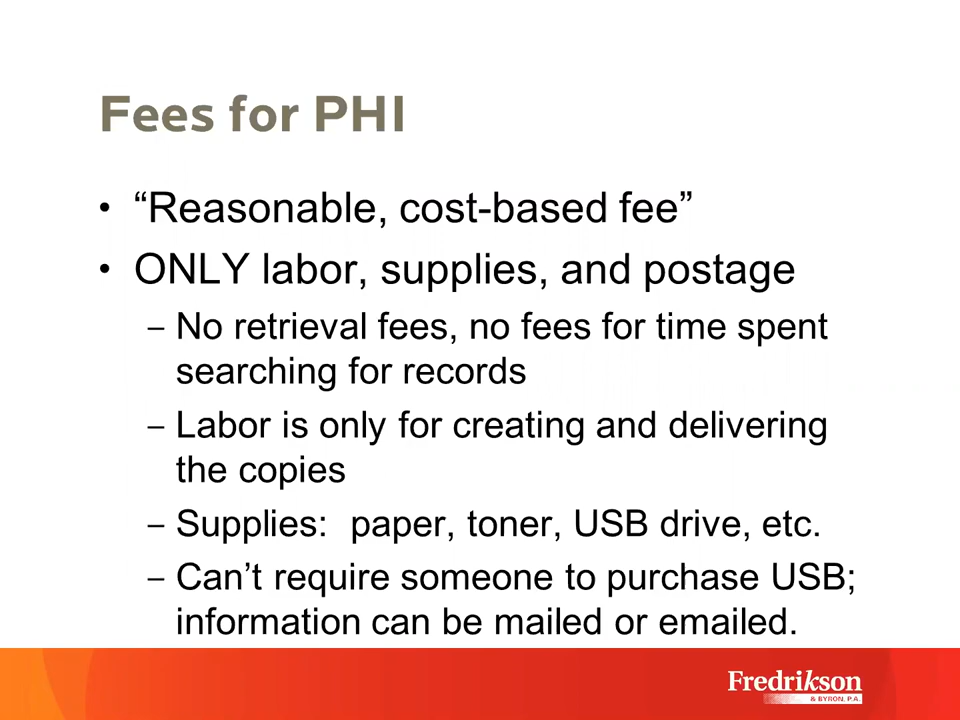 Fees for PHI
• “Reasonable, cost-based fee”
• ONLY labor, supplies, and postage
– No retrieval fees, no fees for time spent
searching for records
– Labor is only for creating and delivering
the copies
– Supplies:  paper, toner, USB drive, etc.
– Can’t require someone to purchase USB;
information can be mailed or emailed.
Fredrikson
& BYRON, P.A.